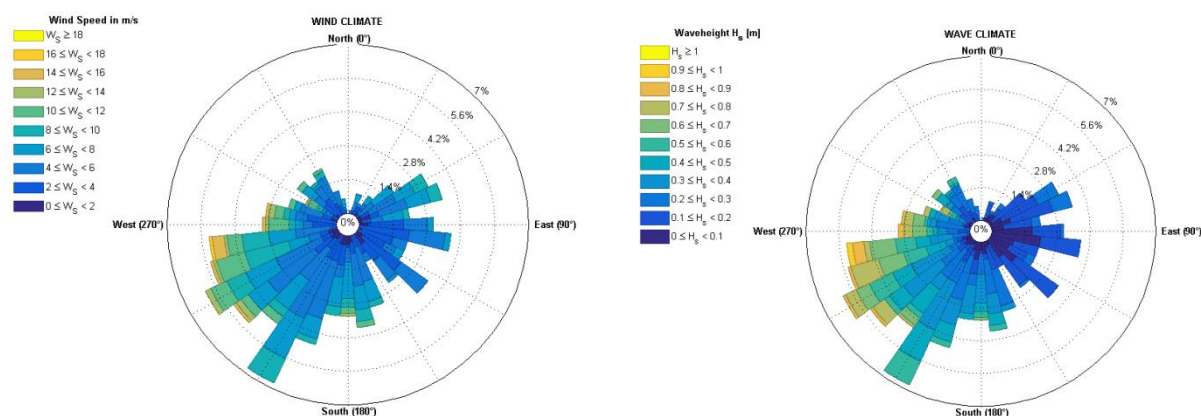 Wind Speed in m/s
W_S ≥ 18
16 ≤ W_S < 18
14 ≤ W_S < 16
12 ≤ W_S < 14
10 ≤ W_S < 12
8 ≤ W_S < 10
6 ≤ W_S < 8
4 ≤ W_S < 6
2 ≤ W_S < 4
0 ≤ W_S < 2
WIND CLIMATE
North (0°)
7%
5.6%
4.2%
2.8%
1.4%
0%
West (270°)
East (90°)
South (180°)
Waveheight H_s [m]
H_s ≥ 1
0.9 ≤ H_s < 1
0.8 ≤ H_s < 0.9
0.7 ≤ H_s < 0.8
0.6 ≤ H_s < 0.7
0.5 ≤ H_s < 0.6
0.4 ≤ H_s < 0.5
0.3 ≤ H_s < 0.4
0.2 ≤ H_s < 0.3
0.1 ≤ H_s < 0.2
0 ≤ H_s < 0.1
WAVE CLIMATE
North (0°)
7%
5.6%
4.2%
2.8%
1.4%
0%
West (270°)
East (90°)
South (180°)